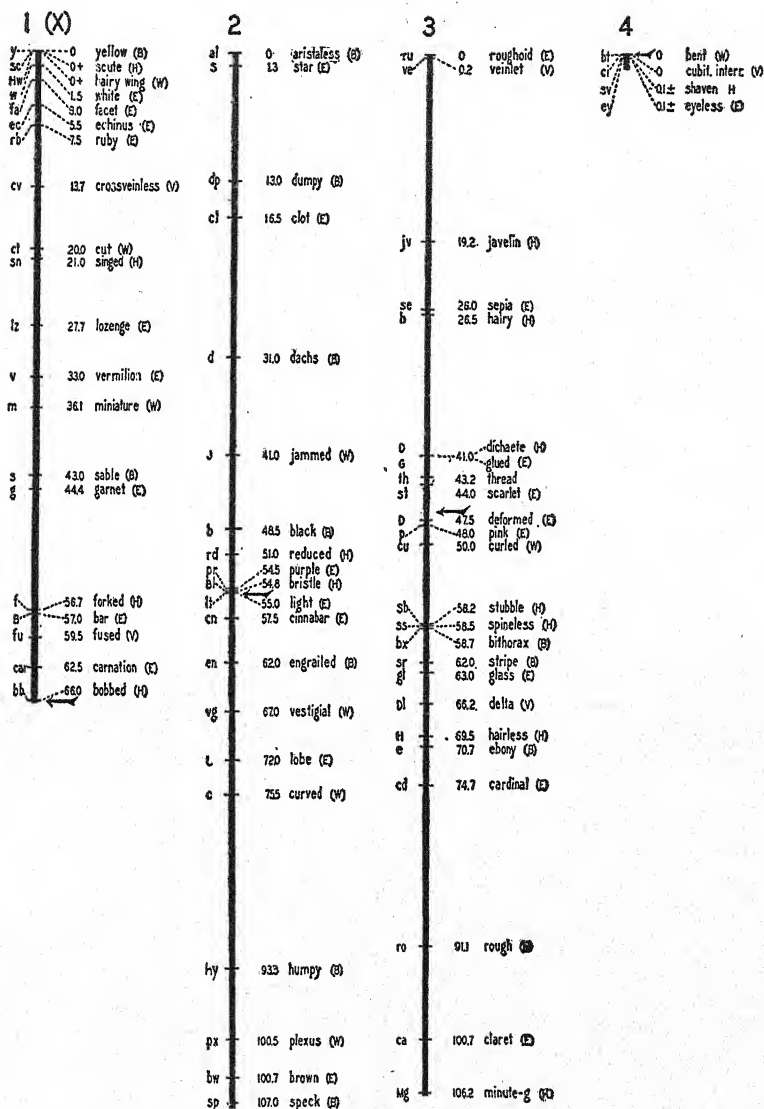 1 (X)
y 0 yellow (B)
sc 0+ scute (H)
Hw 0+ hairy wing (W)
w 1.5 white (E)
fa 3.0 facet (E)
ec 5.5 echinus (E)
rb 7.5 ruby (E)
cv 13.7 crossveinless (V)
ct 20.0 cut (W)
sn 21.0 singed (H)
lz 27.7 lozenge (E)
v 33.0 vermilion (E)
m 36.1 miniature (W)
s 43.0 sable (B)
g 44.4 garnet (E)
f 56.7 forked (H)
B 57.0 bar (E)
fu 59.5 fused (V)
car 62.5 carnation (E)
bb 66.0 bobbed (H)
2
al 0 aristaless (B)
S 1.3 star (E)
dp 13.0 dumpy (B)
cl 16.5 clot (E)
d 31.0 dachs (B)
J 41.0 jammed (W)
b 48.5 black (B)
rd 51.0 reduced (H)
pr 54.5 purple (E)
Bl 54.8 bristle (H)
lt 55.0 light (E)
cn 57.5 cinnabar (E)
en 62.0 engrailed (B)
vg 67.0 vestigial (W)
L 72.0 lobe (E)
c 75.5 curved (W)
hy 93.3 humpy (B)
px 100.5 plexus (W)
bw 100.7 brown (E)
sp 107.0 speck (B)
3
ru 0 roughoid (E)
ve 0.2 veinlet (V)
jv 19.2 javelin (H)
se 26.0 sepia (E)
h 26.5 hairy (H)
D 41.0 dichaete (H)
G glued (E)
th 43.2 thread
st 44.0 scarlet (E)
D 47.5 deformed (E)
p 48.0 pink (E)
cu 50.0 curled (W)
sb 58.2 stubble (H)
ss 58.5 spineless (H)
bx 58.7 bithorax (B)
sr 62.0 stripe (B)
gl 63.0 glass (E)
Dl 66.2 delta (V)
H 69.5 hairless (H)
e 70.7 ebony (B)
cd 74.7 cardinal (E)
ro 91.1 rough
ca 100.7 claret (E)
Mg 106.2 minute-g (H)
4
bt 0 bent (W)
ci 0 cubit. interr. (V)
sv 0.1± shaven H
ey 0.1± eyeless (E)